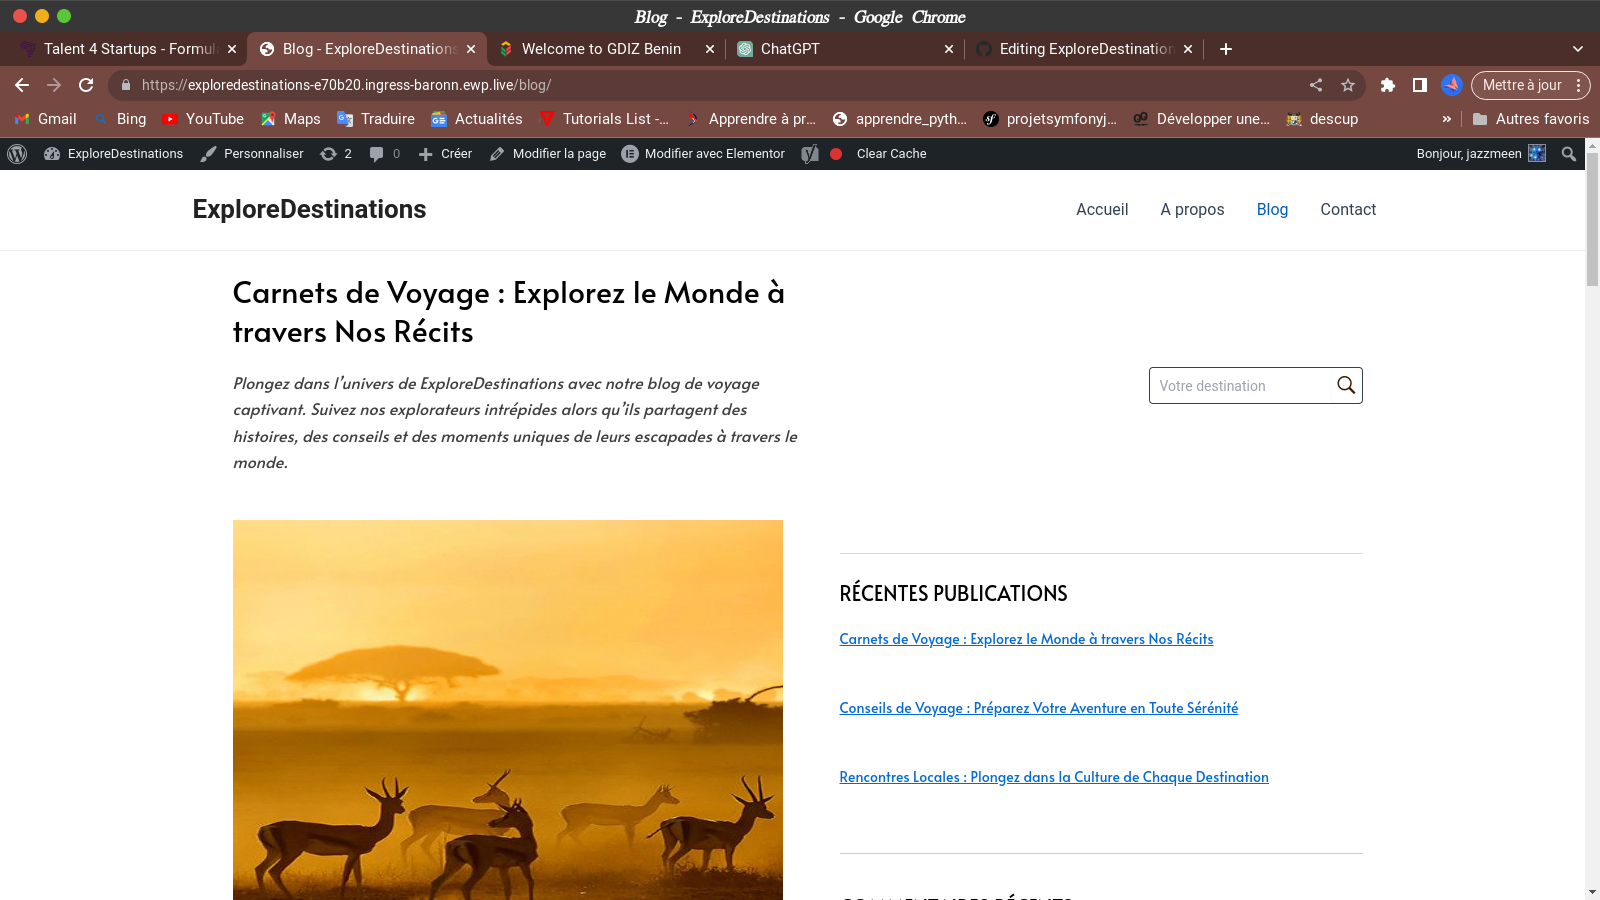 Blog - ExploreDestinations - Google Chrome
Talent 4 Startups - Formul
Blog - ExploreDestinations
Welcome to GDIZ Benin
ChatGPT
Editing ExploreDestination
https://exploredestinations-e70b20.ingress-baronn.ewp.live/blog/
Mettre à jour
Gmail
Bing
YouTube
Maps
Traduire
Actualités
Tutorials List -...
Apprendre à pr...
apprendre_pyth...
projetsymfonyj...
Développer une...
descup
»
Autres favoris
ExploreDestinations
Personnaliser
2
0
Créer
Modifier la page
Modifier avec Elementor
Clear Cache
Bonjour, jazzmeen
ExploreDestinations
Accueil
A propos
Blog
Contact
Carnets de Voyage : Explorez le Monde à
travers Nos Récits
Plongez dans l’univers de ExploreDestinations avec notre blog de voyage
captivant. Suivez nos explorateurs intrépides alors qu’ils partagent des
histoires, des conseils et des moments uniques de leurs escapades à travers le
monde.
Votre destination
RÉCENTES PUBLICATIONS
Carnets de Voyage : Explorez le Monde à travers Nos Récits
Conseils de Voyage : Préparez Votre Aventure en Toute Sérénité
Rencontres Locales : Plongez dans la Culture de Chaque Destination